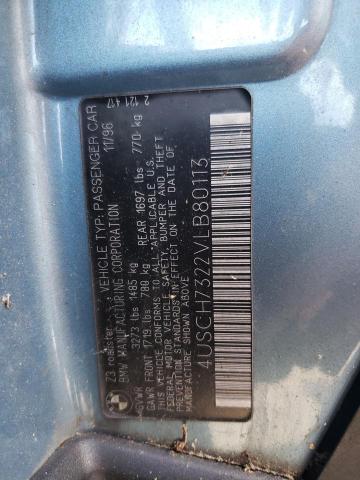 Z3 roadster VEHICLE TYP: PASSENGER CAR
BMW MANUFACTURING CORPORATION 11/96
GVWR 3273 lbs 1485 kg
GAWR FRONT 1719 lbs 780 kg REAR 1697 lbs 770 kg
THIS VEHICLE CONFORMS TO ALL APPLICABLE U.S.
FEDERAL MOTOR VEHICLE SAFETY, BUMPER AND THEFT
PREVENTION STANDARDS IN EFFECT ON THE DATE OF
MANUFACTURE SHOWN ABOVE
4USCH7322VLB80113